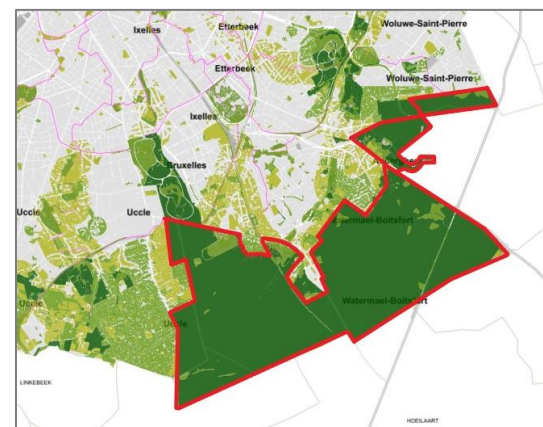 Etterbeek
Woluwe-Saint-Pierre
Ixelles
Etterbeek
Woluwe-Saint-Pierre
Ixelles
Bruxelles
Uccle
Uccle
Watermael-Boitsfort
Uccle
Watermael-Boitsfort
Uccle
LINKEBEEK
HOEILAART